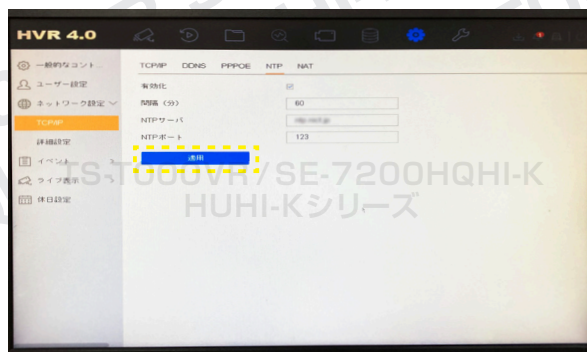 HVR 4.0
一般的なコント...
ユーザー設定
ネットワーク設定
TCP/IP
詳細設定
イベント
ライブ表示
休日設定
TCP/IP DDNS PPPOE NTP NAT
有効化
間隔（分） 60
NTPサーバ
NTPポート 123
適用
TS-T000VH7/SE-7200HQHI-K
HUHI-Kシリーズ